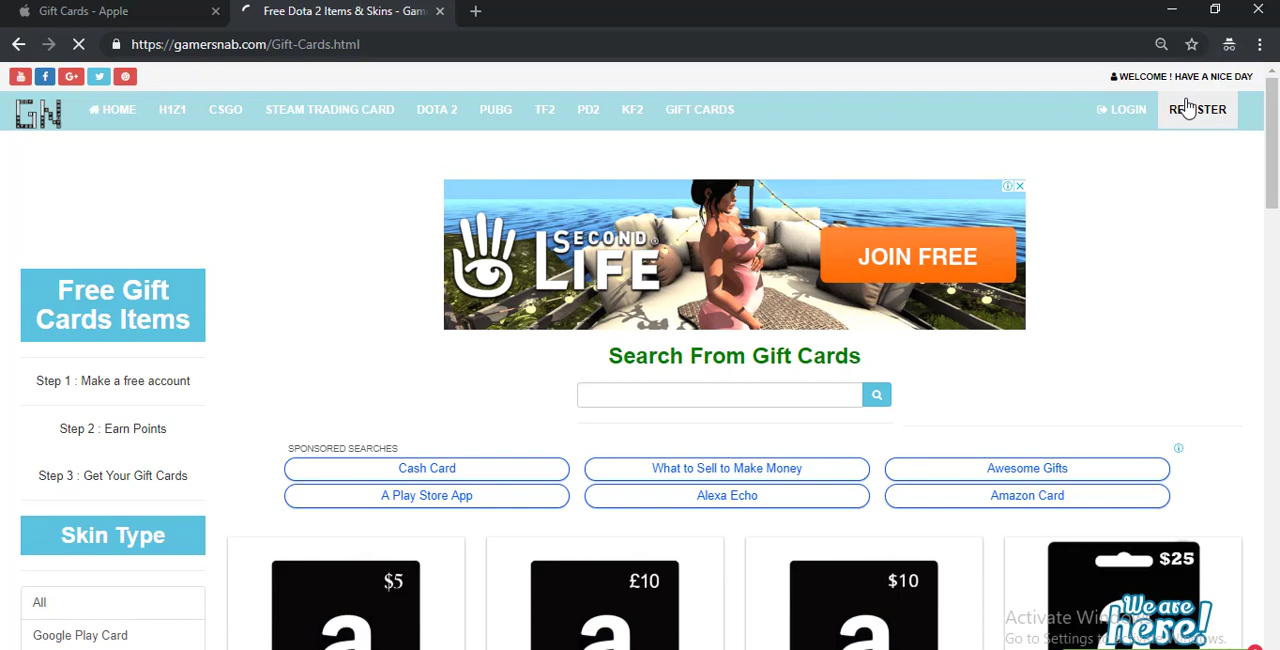 Gift Cards - Apple
Free Dota 2 Items & Skins - Gam
https://gamersnab.com/Gift-Cards.html
WELCOME ! HAVE A NICE DAY
GN HOME H1Z1 CSGO STEAM TRADING CARD DOTA 2 PUBG TF2 PD2 KF2 GIFT CARDS LOGIN
SECOND LIFE
JOIN FREE
Free Gift
Cards Items
Step 1 : Make a free account
Step 2 : Earn Points
Step 3 : Get Your Gift Cards
Skin Type
All
Google Play Card
Search From Gift Cards
SPONSORED SEARCHES
Cash Card What to Sell to Make Money Awesome Gifts
A Play Store App Alexa Echo Amazon Card
$5 £10 $10 $25
a a a
We are
here!
Activate Windows
Go to Settings to activate Windows.